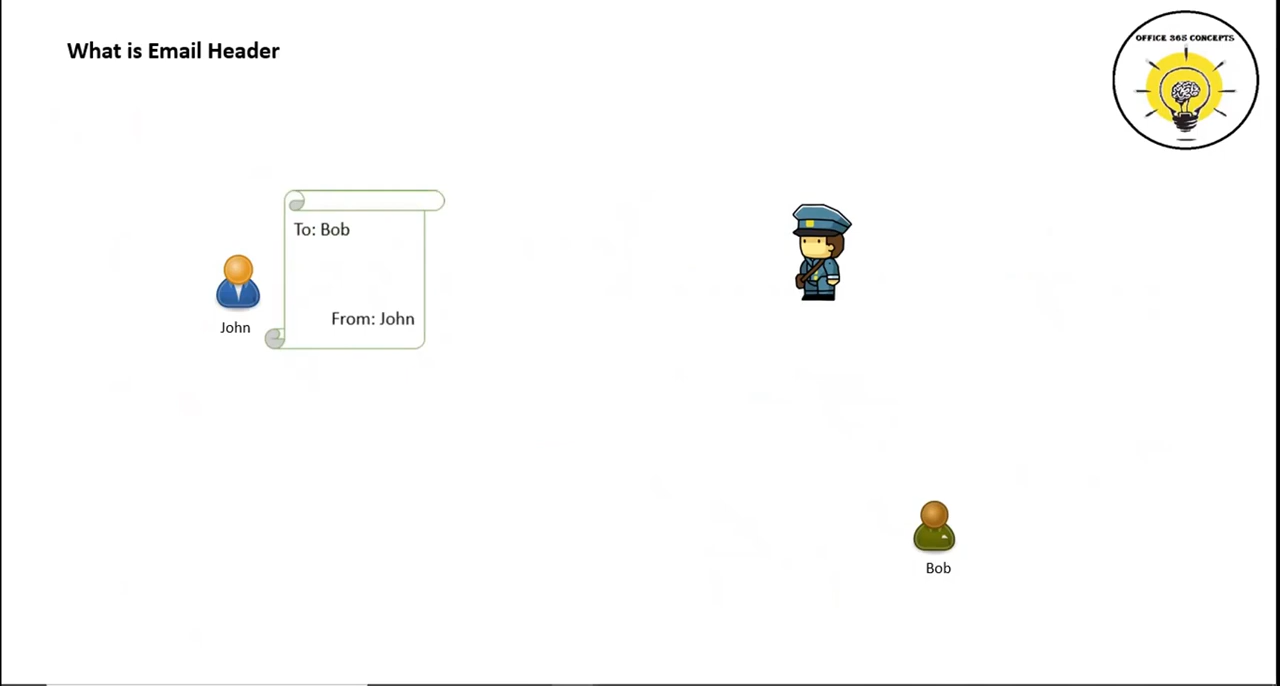 What is Email Header
OFFICE 365 CONCEPTS
To: Bob
From: John
John
Bob